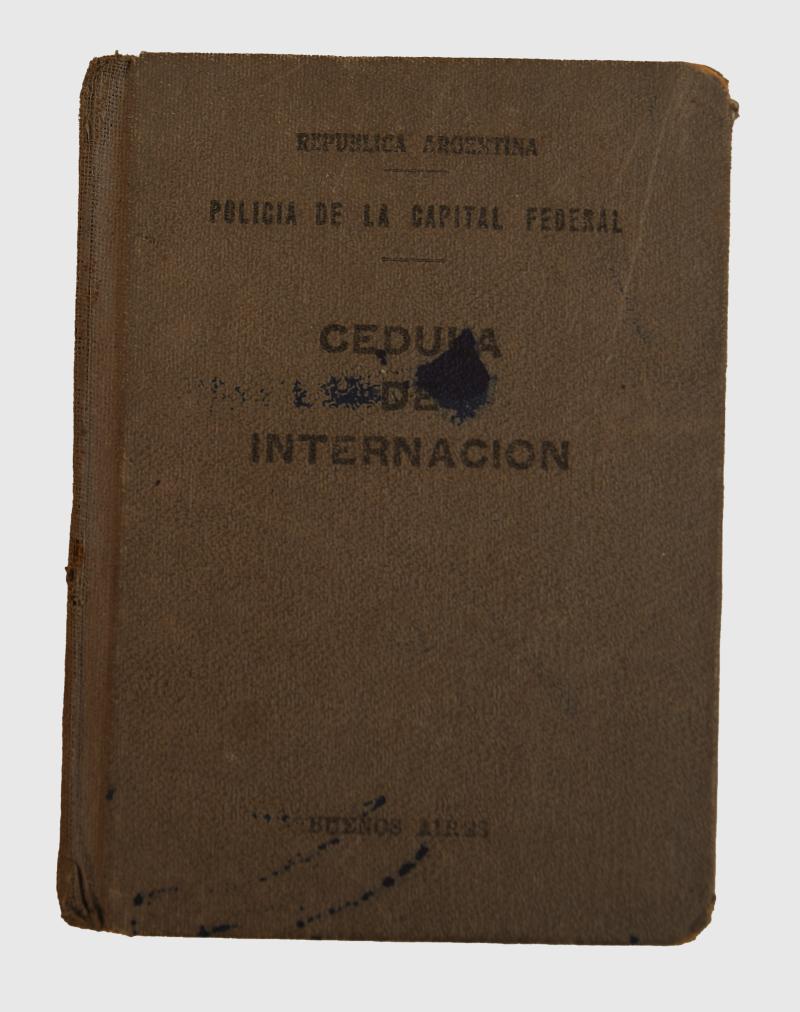 REPUBLICA ARGENTINA
POLICIA DE LA CAPITAL FEDERAL
CEDULA
DE
INTERNACION
BUENOS AIRES